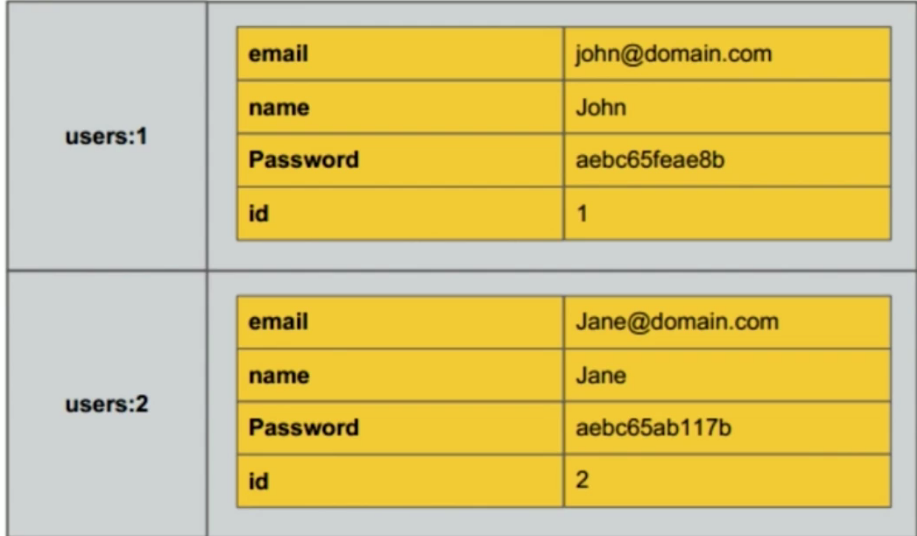 email john@domain.com
name John
users:1
Password aebc65feae8b
id 1
email Jane@domain.com
name Jane
users:2
Password aebc65ab117b
id 2